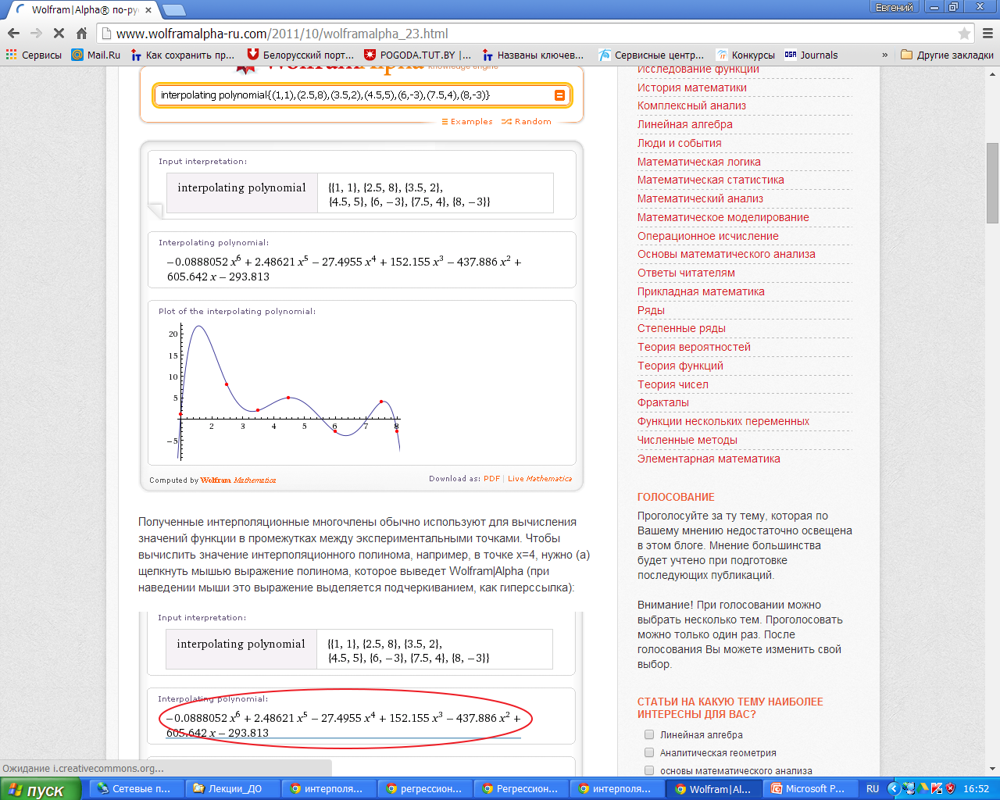 Wolfram|Alpha® по-ру
Евгений
www.wolframalpha-ru.com/2011/10/wolframalpha_23.html
Сервисы
Mail.Ru
Как сохранить пр...
Белорусский порт...
POGODA.TUT.BY |...
Названы ключев...
Сервисные центр...
Конкурсы
Journals
»
Другие закладки
knowledge engine
interpolating polynomial{(1,1),(2.5,8),(3.5,2),(4.5,5),(6,-3),(7.5,4),(8,-3)}
Examples
Random
Input interpretation:
interpolating polynomial
{{1, 1}, {2.5, 8}, {3.5, 2},
{4.5, 5}, {6, −3}, {7.5, 4}, {8, −3}}
Interpolating polynomial:
−0.0888052 x⁶ + 2.48621 x⁵ − 27.4955 x⁴ + 152.155 x³ − 437.886 x² +
605.642 x − 293.813
Plot of the interpolating polynomial:
20
15
10
5
−5
2 3 4 5 6 7 8
Computed by Wolfram Mathematica
Download as: PDF | Live Mathematica
Полученные интерполяционные многочлены обычно используют для вычисления
значений функции в промежутках между экспериментальными точками. Чтобы
вычислить значение интерполяционного полинома, например, в точке x=4, нужно (а)
щелкнуть мышью выражение полинома, которое выведет Wolfram|Alpha (при
наведении мыши это выражение выделяется подчеркиванием, как гиперссылка):
Input interpretation:
interpolating polynomial
{{1, 1}, {2.5, 8}, {3.5, 2},
{4.5, 5}, {6, −3}, {7.5, 4}, {8, −3}}
Interpolating polynomial:
−0.0888052 x⁶ + 2.48621 x⁵ − 27.4955 x⁴ + 152.155 x³ − 437.886 x² +
605.642 x − 293.813
Исследование функций
История математики
Комплексный анализ
Линейная алгебра
Люди и события
Математическая логика
Математическая статистика
Математический анализ
Математическое моделирование
Операционное исчисление
Основы математического анализа
Ответы читателям
Прикладная математика
Ряды
Степенные ряды
Теория вероятностей
Теория функций
Теория чисел
Фракталы
Функции нескольких переменных
Численные методы
Элементарная математика
ГОЛОСОВАНИЕ
Проголосуйте за ту тему, которая по
Вашему мнению недостаточно освещена
в этом блоге. Мнение большинства
будет учтено при подготовке
последующих публикаций.
Внимание! При голосовании можно
выбрать несколько тем. Проголосовать
можно только один раз. После
голосования Вы можете изменить свой
выбор.
СТАТЬИ НА КАКУЮ ТЕМУ НАИБОЛЕЕ
ИНТЕРЕСНЫ ДЛЯ ВАС?
Линейная алгебра
Аналитическая геометрия
основы математического анализа
Ожидание i.creativecommons.org...
пуск
Сетевые п...
Лекции_ДО
интерполя...
регрессион...
Регрессион...
интерполя...
Wolfram|Al...
Microsoft P...
RU
16:52